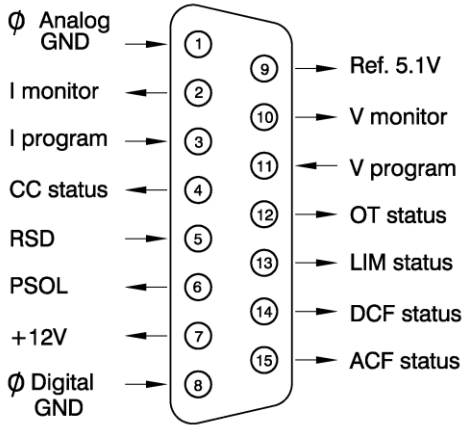 Ø Analog
GND
1
I monitor
2
I program
3
CC status
4
RSD
5
PSOL
6
+12V
7
Ø Digital
GND
8
9
Ref. 5.1V
10
V monitor
11
V program
12
OT status
13
LIM status
14
DCF status
15
ACF status